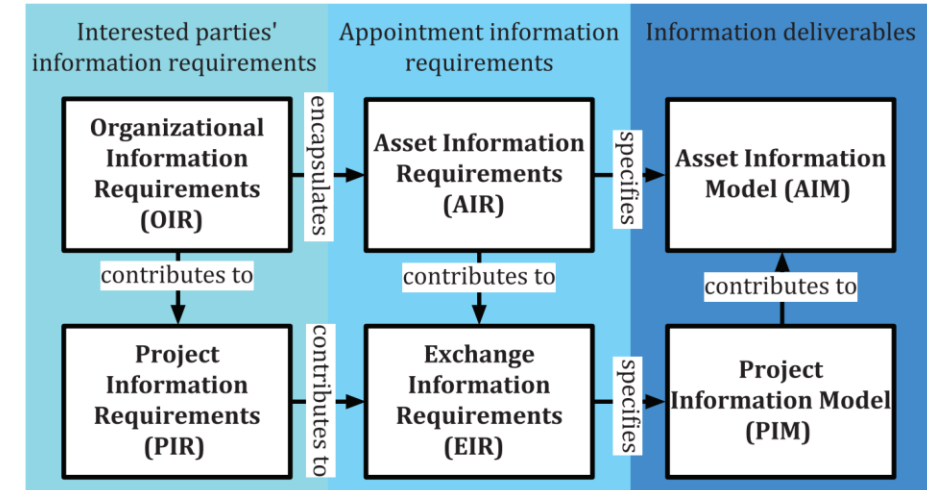 Interested parties'
information requirements
Appointment information
requirements
Information deliverables
Organizational
Information
Requirements
(OIR)
encapsulates
Asset Information
Requirements
(AIR)
specifies
Asset Information
Model (AIM)
contributes to
contributes to
contributes to
Project
Information
Requirements
(PIR)
contributes to
Exchange
Information
Requirements
(EIR)
specifies
Project
Information Model
(PIM)